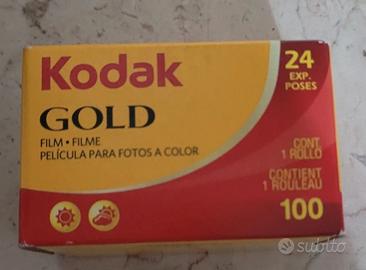 Kodak
GOLD
FILM • FILME
PELÍCULA PARA FOTOS A COLOR
24
EXP.
POSES
CONT.
1 ROLLO
CONTIENT
1 ROULEAU
100
subito